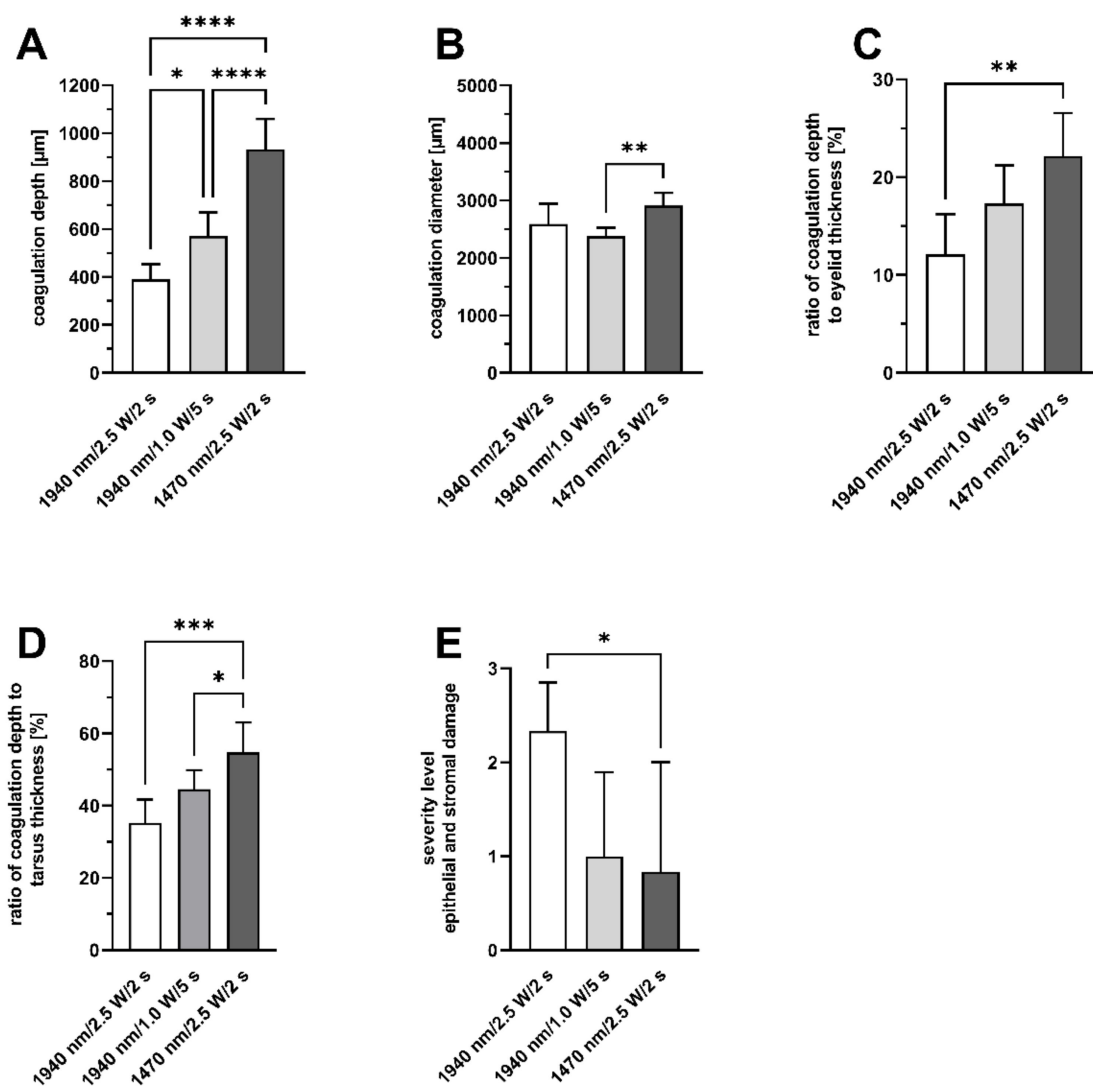 A
****
* ****
coagulation depth [µm]
1200
1000
800
600
400
200
0
1940 nm/2.5 W/2 s
1940 nm/1.0 W/5 s
1470 nm/2.5 W/2 s
B
**
coagulation diameter [µm]
5000
4000
3000
2000
1000
0
1940 nm/2.5 W/2 s
1940 nm/1.0 W/5 s
1470 nm/2.5 W/2 s
C
**
ratio of coagulation depth
to eyelid thickness [%]
30
20
10
0
1940 nm/2.5 W/2 s
1940 nm/1.0 W/5 s
1470 nm/2.5 W/2 s
D
***
*
ratio of coagulation depth to
tarsus thickness [%]
80
60
40
20
0
1940 nm/2.5 W/2 s
1940 nm/1.0 W/5 s
1470 nm/2.5 W/2 s
E
*
severity level
epithelial and stromal damage
3
2
1
0
1940 nm/2.5 W/2 s
1940 nm/1.0 W/5 s
1470 nm/2.5 W/2 s